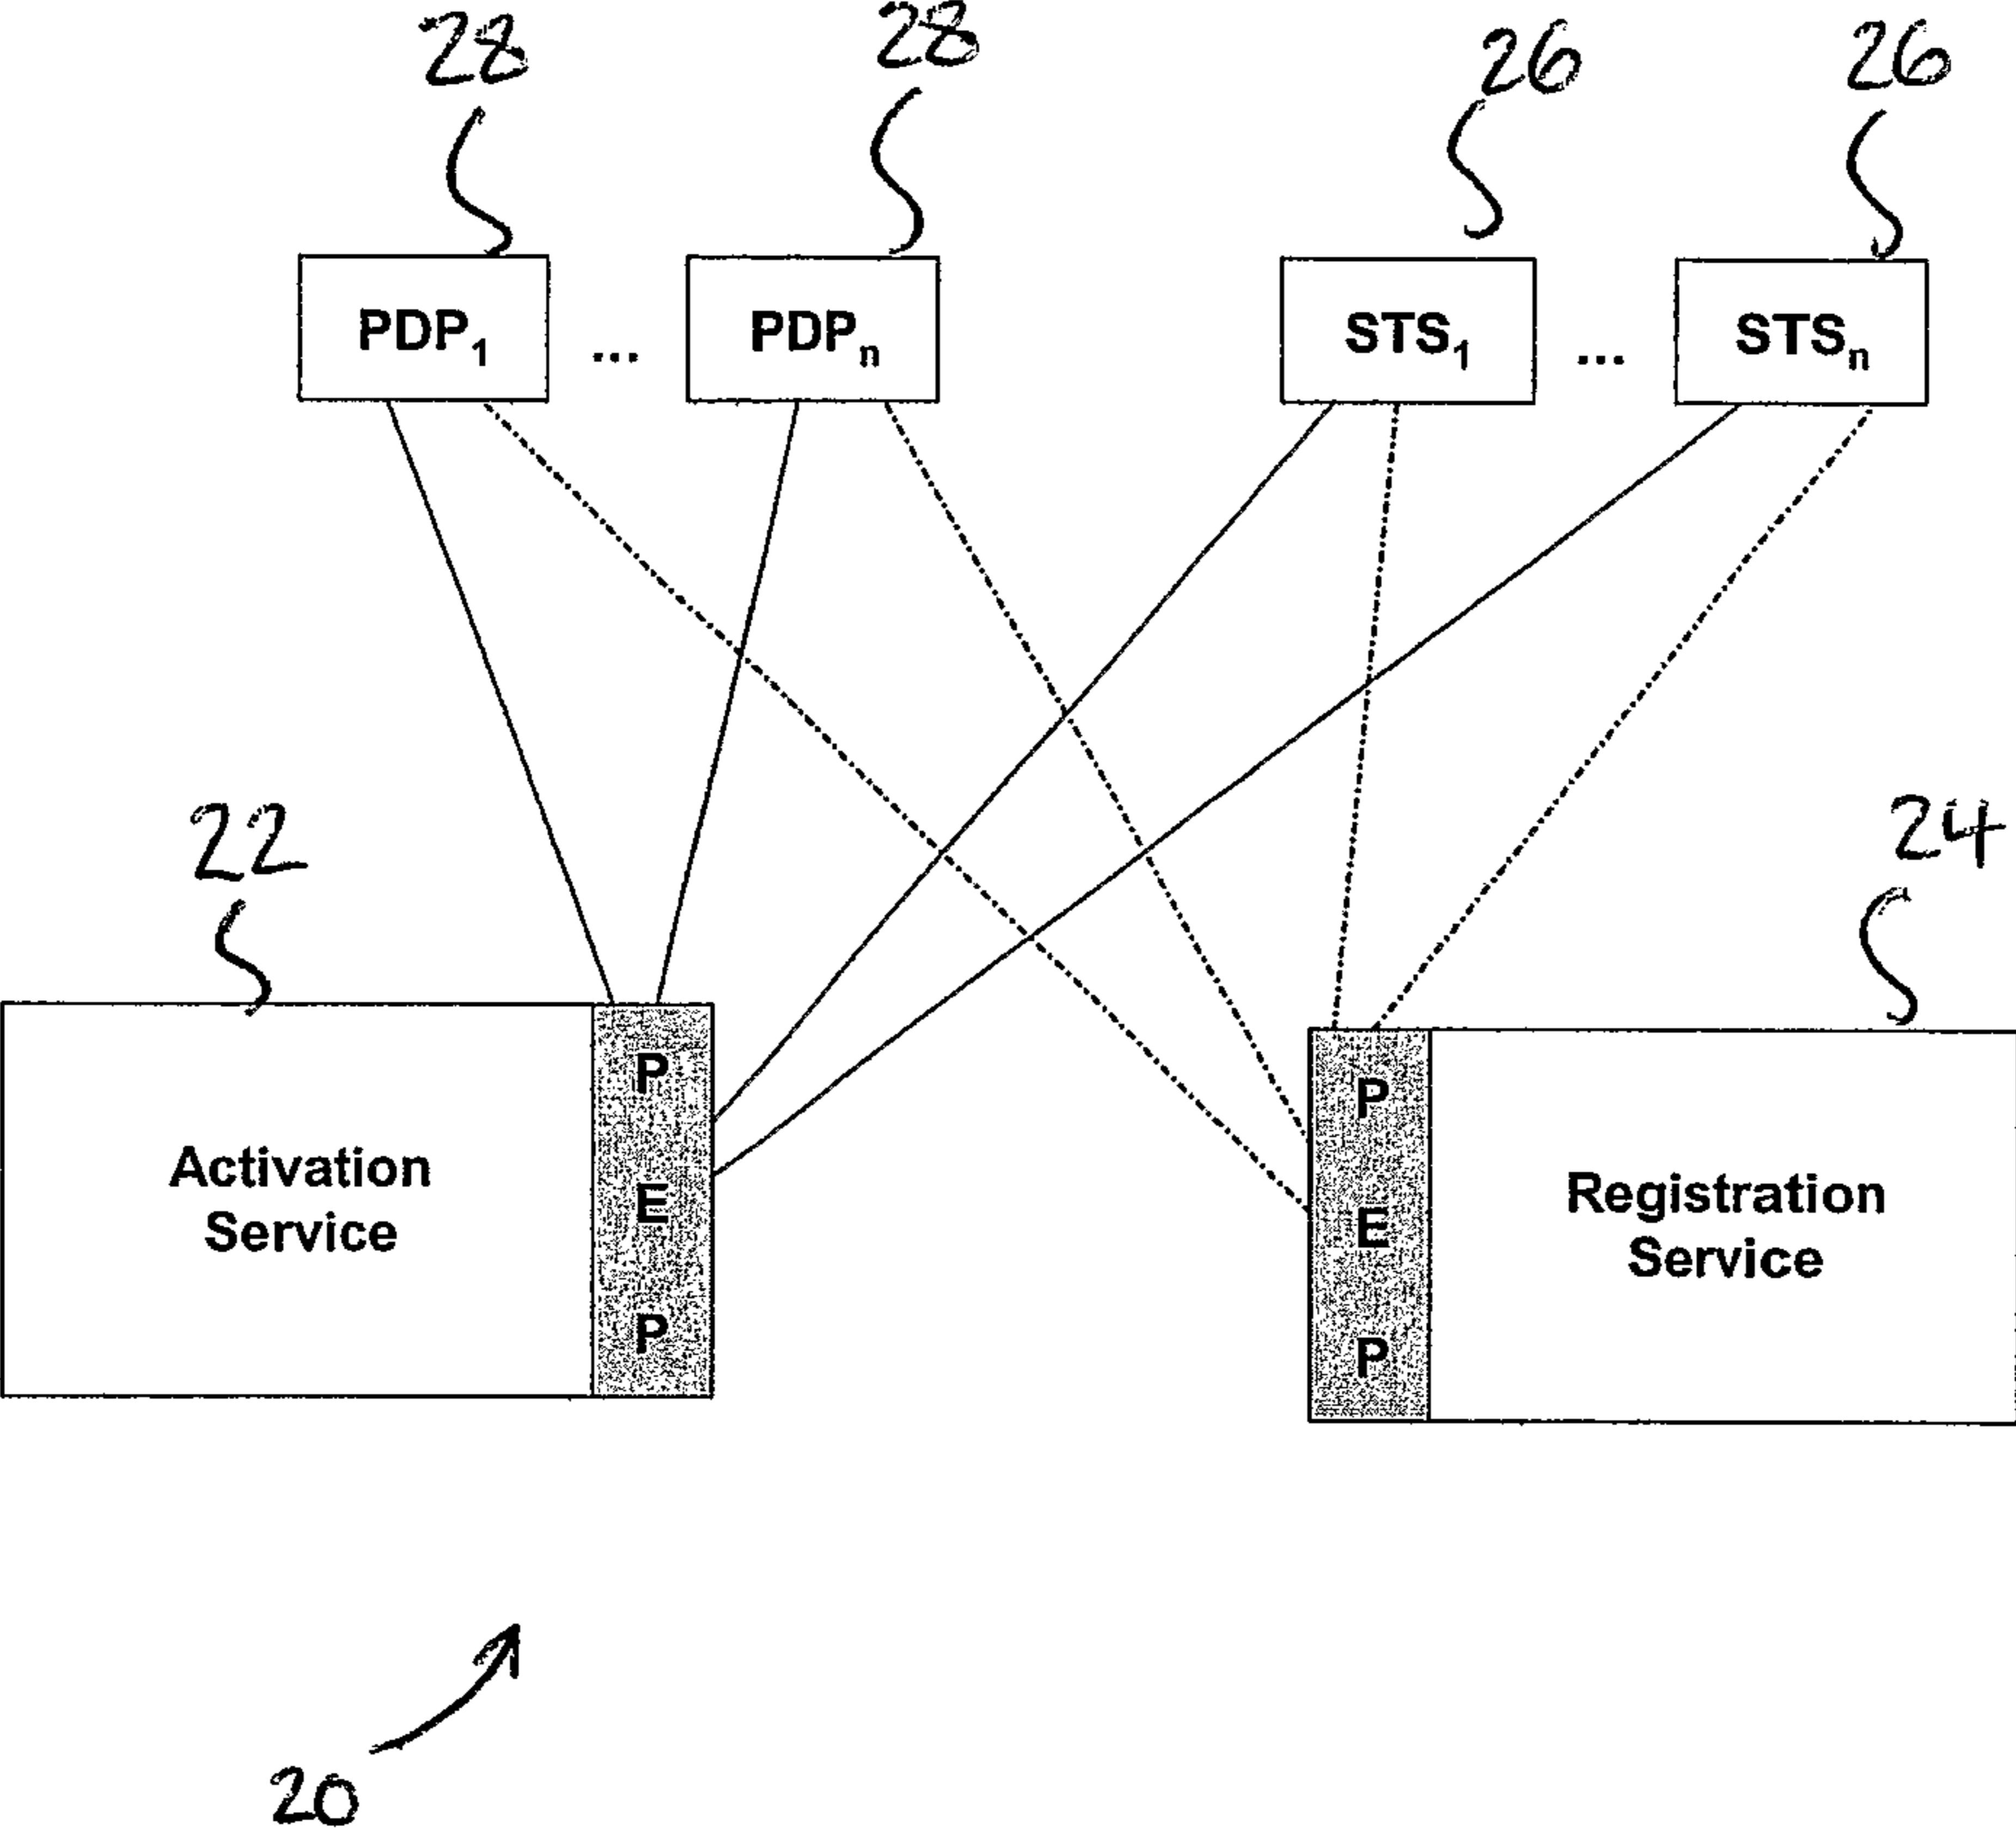 28 28 26 26
PDP1 ... PDPn STS1 ... STSn
22 24
P
E
P
Activation
Service
P
E
P
Registration
Service
20